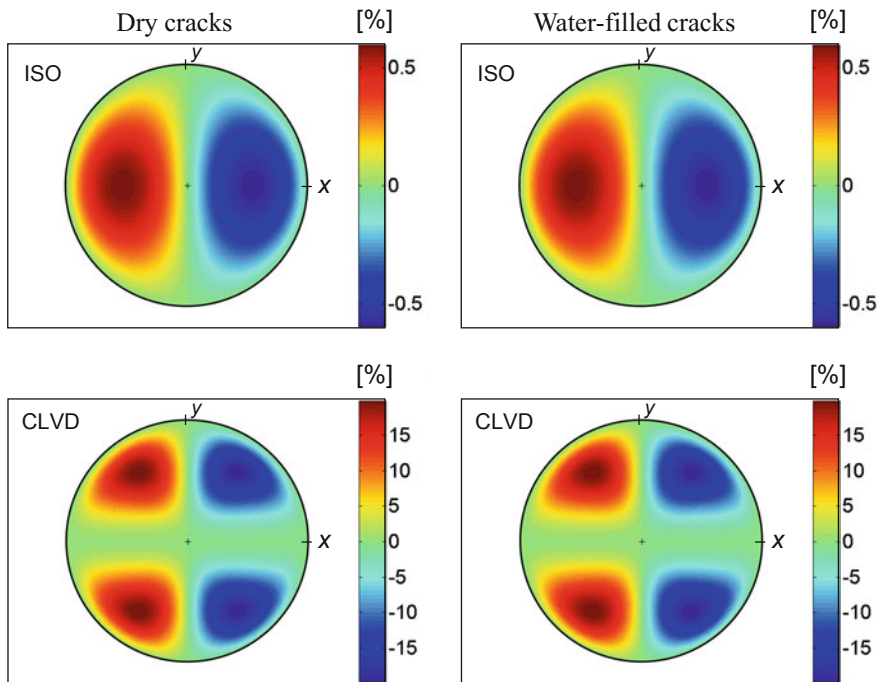 Dry cracks [%] Water-filled cracks [%]
ISO y 0.5 ISO y 0.5
x 0 x 0
-0.5 -0.5
[%] [%]
CLVD y 15 CLVD y 15
10 10
5 5
x 0 x 0
-5 -5
-10 -10
-15 -15